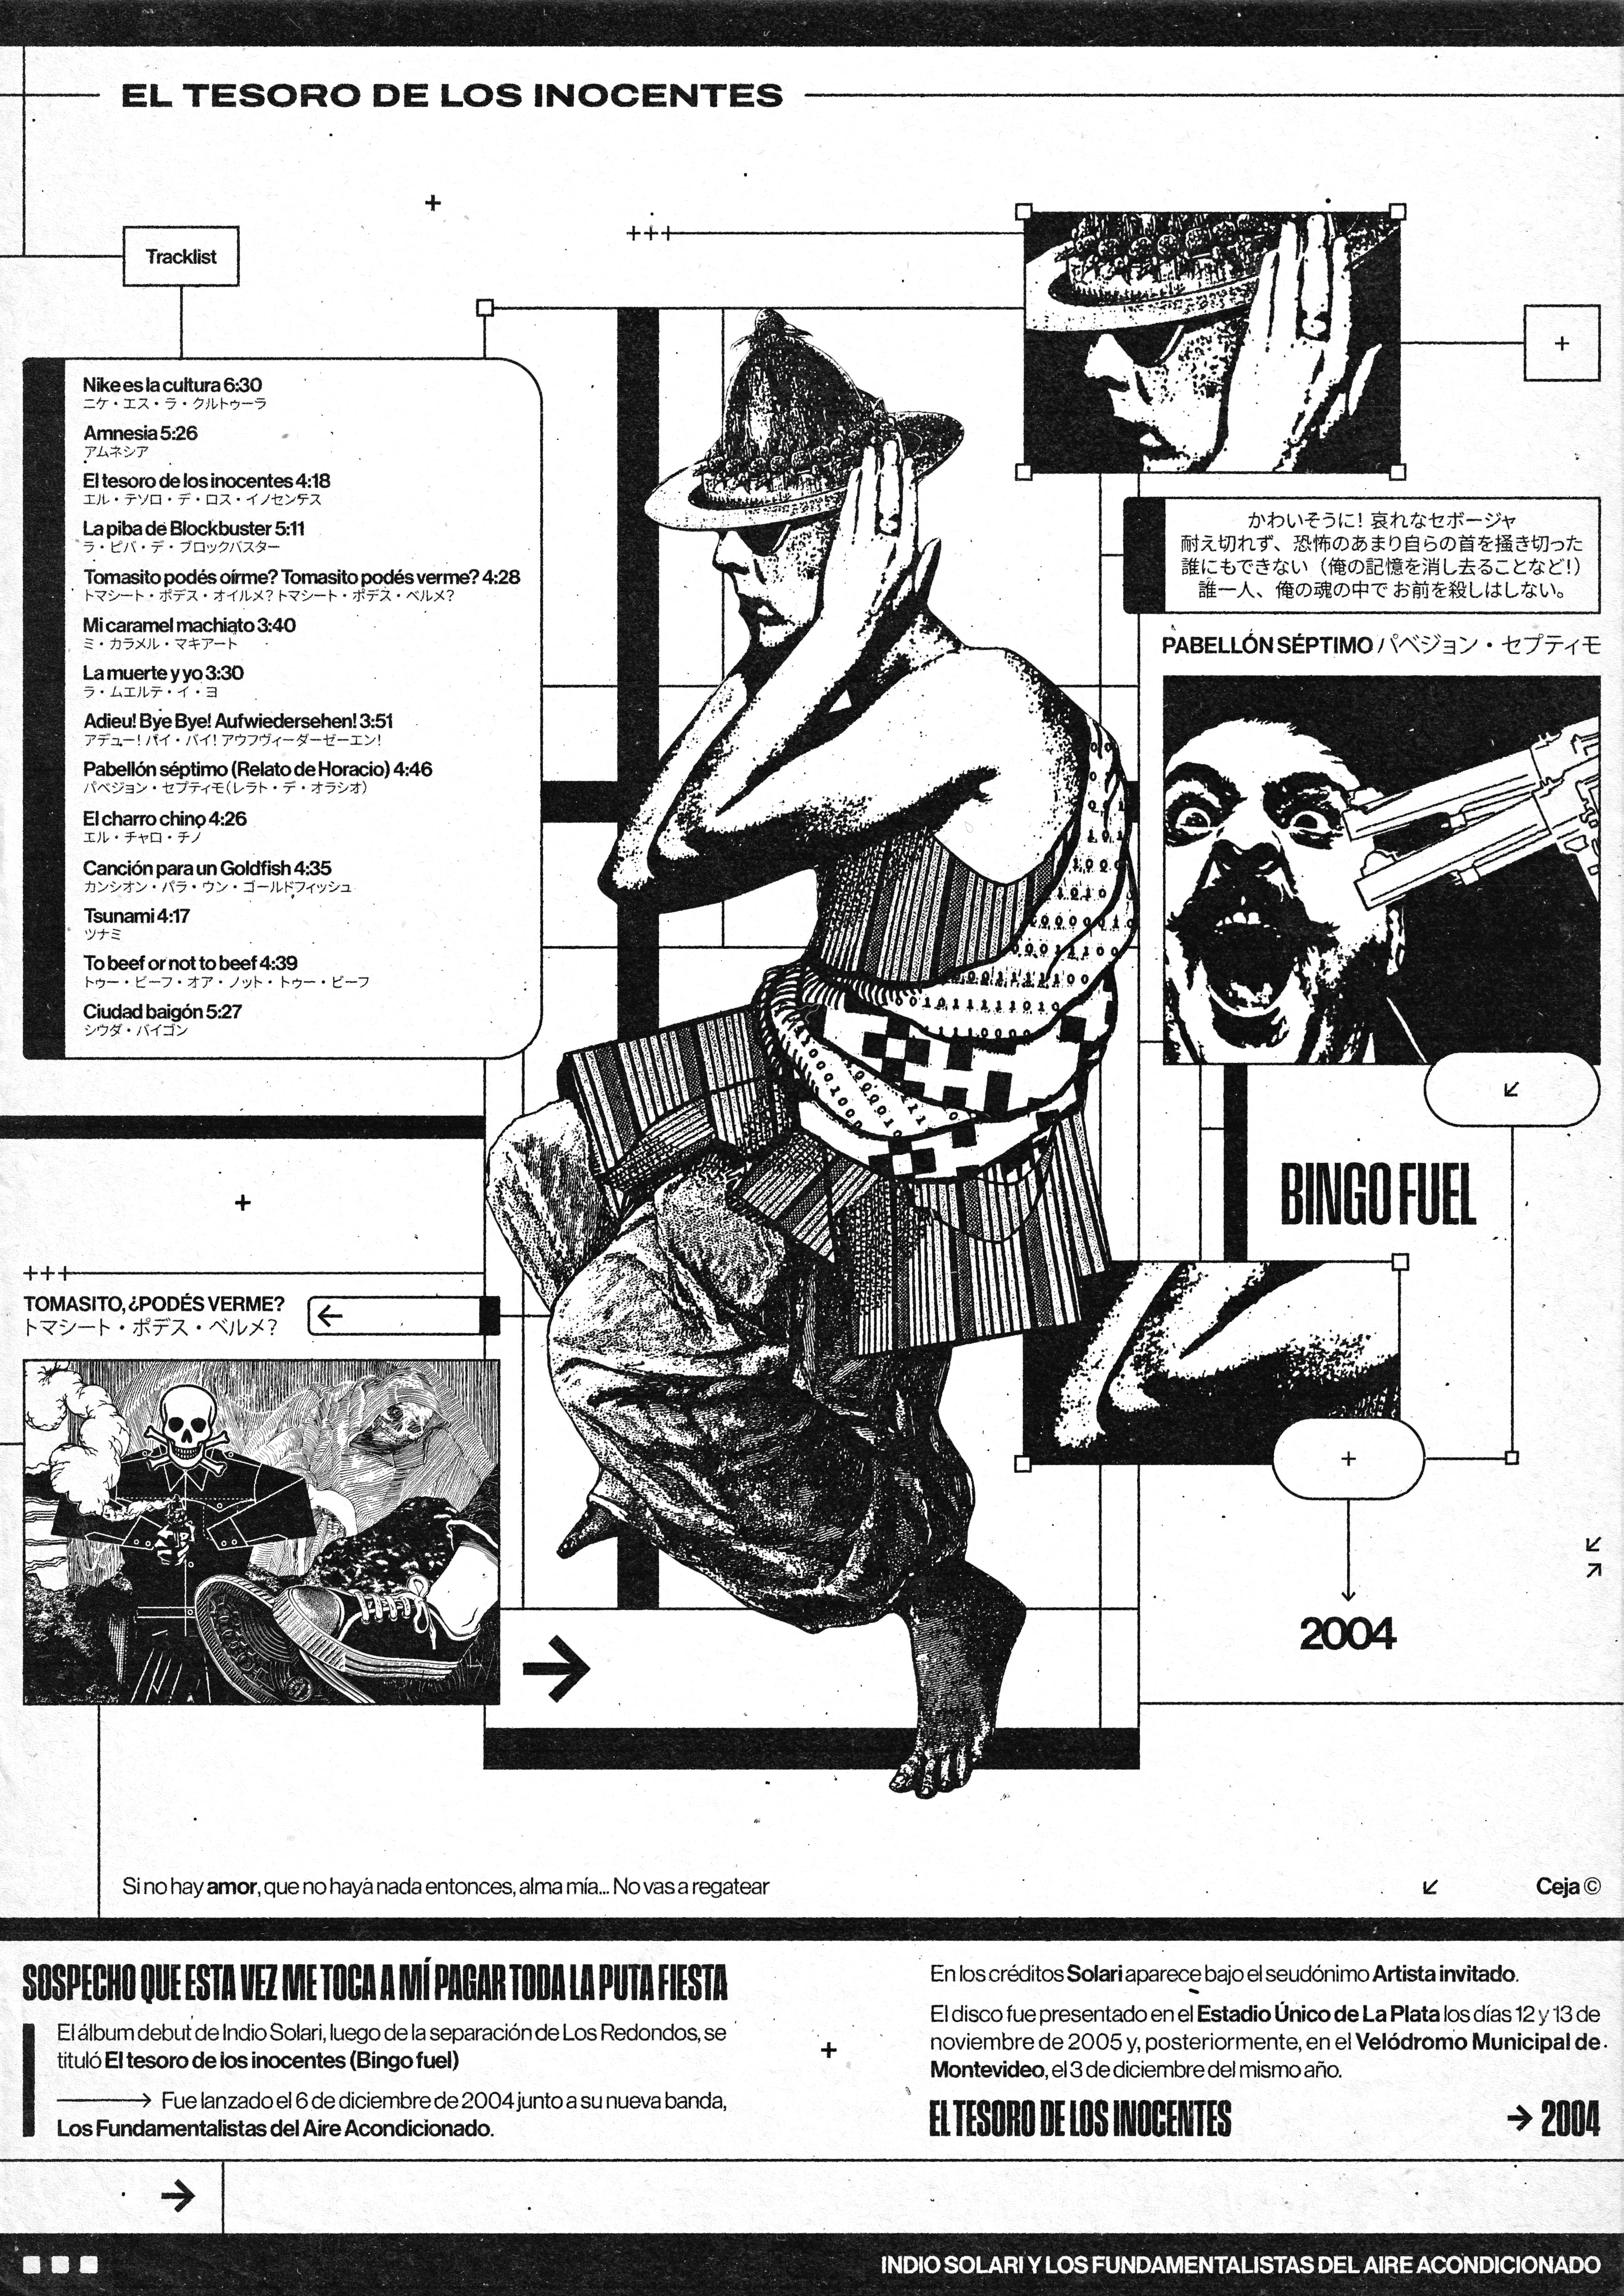 EL TESORO DE LOS INOCENTES
Tracklist
Nike es la cultura 6:30
ニケ・エス・ラ・クルトゥーラ
Amnesia 5:26
アムネシア
El tesoro de los inocentes 4:18
エル・テソロ・デ・ロス・イノセンテス
La piba de Blockbuster 5:11
ラ・ピバ・デ・ブロックバスター
Tomasito podés oírme? Tomasito podés verme? 4:28
トマシート・ポデス・オイルメ? トマシート・ポデス・ベルメ?
Mi caramel machiato 3:40
ミ・カラメル・マキアート
La muerte y yo 3:30
ラ・ムエルテ・イ・ヨ
Adieu! Bye Bye! Aufwiedersehen! 3:51
アデュー! バイ・バイ! アウフヴィーダーゼーエン!
Pabellón séptimo (Relato de Horacio) 4:46
パベジョン・セプティモ(レラト・デ・オラシオ)
El charro chino 4:26
エル・チャロ・チノ
Canción para un Goldfish 4:35
カンシオン・パラ・ウン・ゴールドフィッシュ
Tsunami 4:17
ツナミ
To beef or not to beef 4:39
トゥー・ビーフ・オア・ノット・トゥー・ビーフ
Ciudad baigón 5:27
シウダ・バイゴン
かわいそうに! 哀れなセボージャ
耐え切れず、恐怖のあまり自らの首を掻き切った
誰にもできない(俺の記憶を消し去ることなど!)
誰一人、俺の魂の中で お前を殺しはしない。
PABELLÓN SÉPTIMO パベジョン・セプティモ
BINGO FUEL
TOMASITO, ¿PODÉS VERME?
トマシート・ポデス・ベルメ?
2004
Si no hay amor, que no haya nada entonces, alma mía... No vas a regatear
Ceja ©
SOSPECHO QUE ESTA VEZ ME TOCA A MÍ PAGAR TODA LA PUTA FIESTA
El álbum debut de Indio Solari, luego de la separación de Los Redondos, se
tituló El tesoro de los inocentes (Bingo fuel)
Fue lanzado el 6 de diciembre de 2004 junto a su nueva banda,
Los Fundamentalistas del Aire Acondicionado.
En los créditos Solari aparece bajo el seudónimo Artista invitado.
El disco fue presentado en el Estadio Único de La Plata los días 12 y 13 de
noviembre de 2005 y, posteriormente, en el Velódromo Municipal de
Montevideo, el 3 de diciembre del mismo año.
EL TESORO DE LOS INOCENTES
→ 2004
INDIO SOLARI Y LOS FUNDAMENTALISTAS DEL AIRE ACONDICIONADO